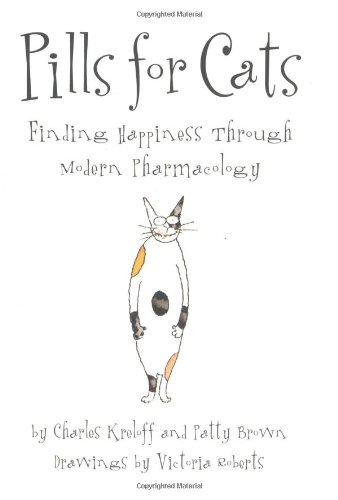 Copyrighted Material
Pills for Cats
Finding Happiness Through
Modern Pharmacology
by Charles Kreloff and Patty Brown
Drawings by Victoria Roberts
Copyrighted Material